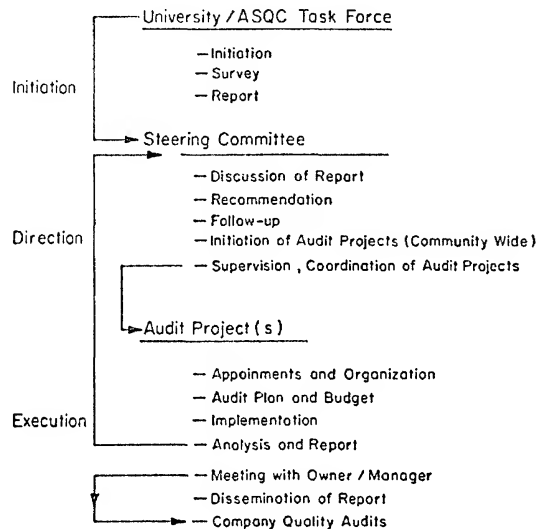 University/ASQC Task Force
— Initiation
Initiation
— Survey
— Report
Steering Committee
— Discussion of Report
— Recommendation
— Follow-up
Direction
— Initiation of Audit Projects (Community Wide)
— Supervision, Coordination of Audit Projects
Audit Project(s)
— Appoinments and Organization
— Audit Plan and Budget
Execution
— Implementation
— Analysis and Report
— Meeting with Owner/Manager
— Dissemination of Report
— Company Quality Audits